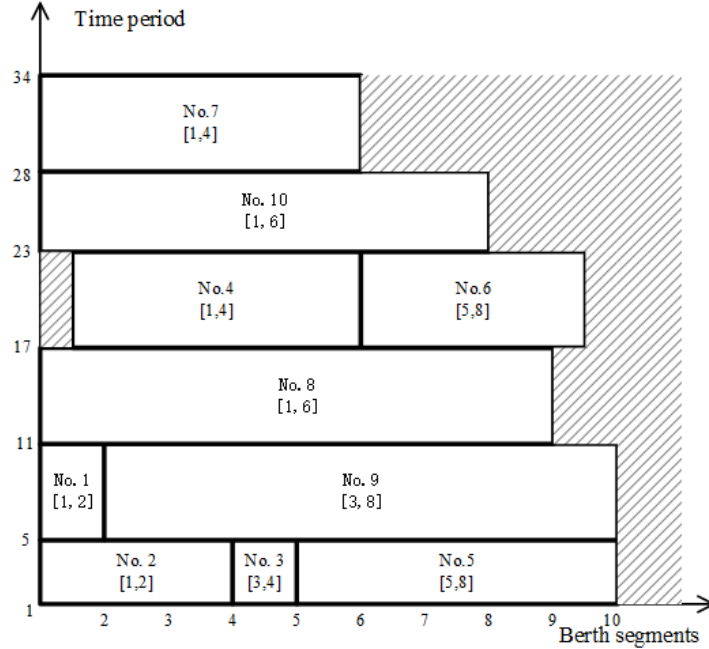 Time period
34
No.7
[1,4]
28
No. 10
[1, 6]
23
No.4
[1,4]
No.6
[5,8]
17
No. 8
[1, 6]
11
No. 1
[1, 2]
No. 9
[3, 8]
5
No. 2
[1,2]
No. 3
[3,4]
No.5
[5,8]
1
2 3 4 5 6 7 8 9 10
Berth segments